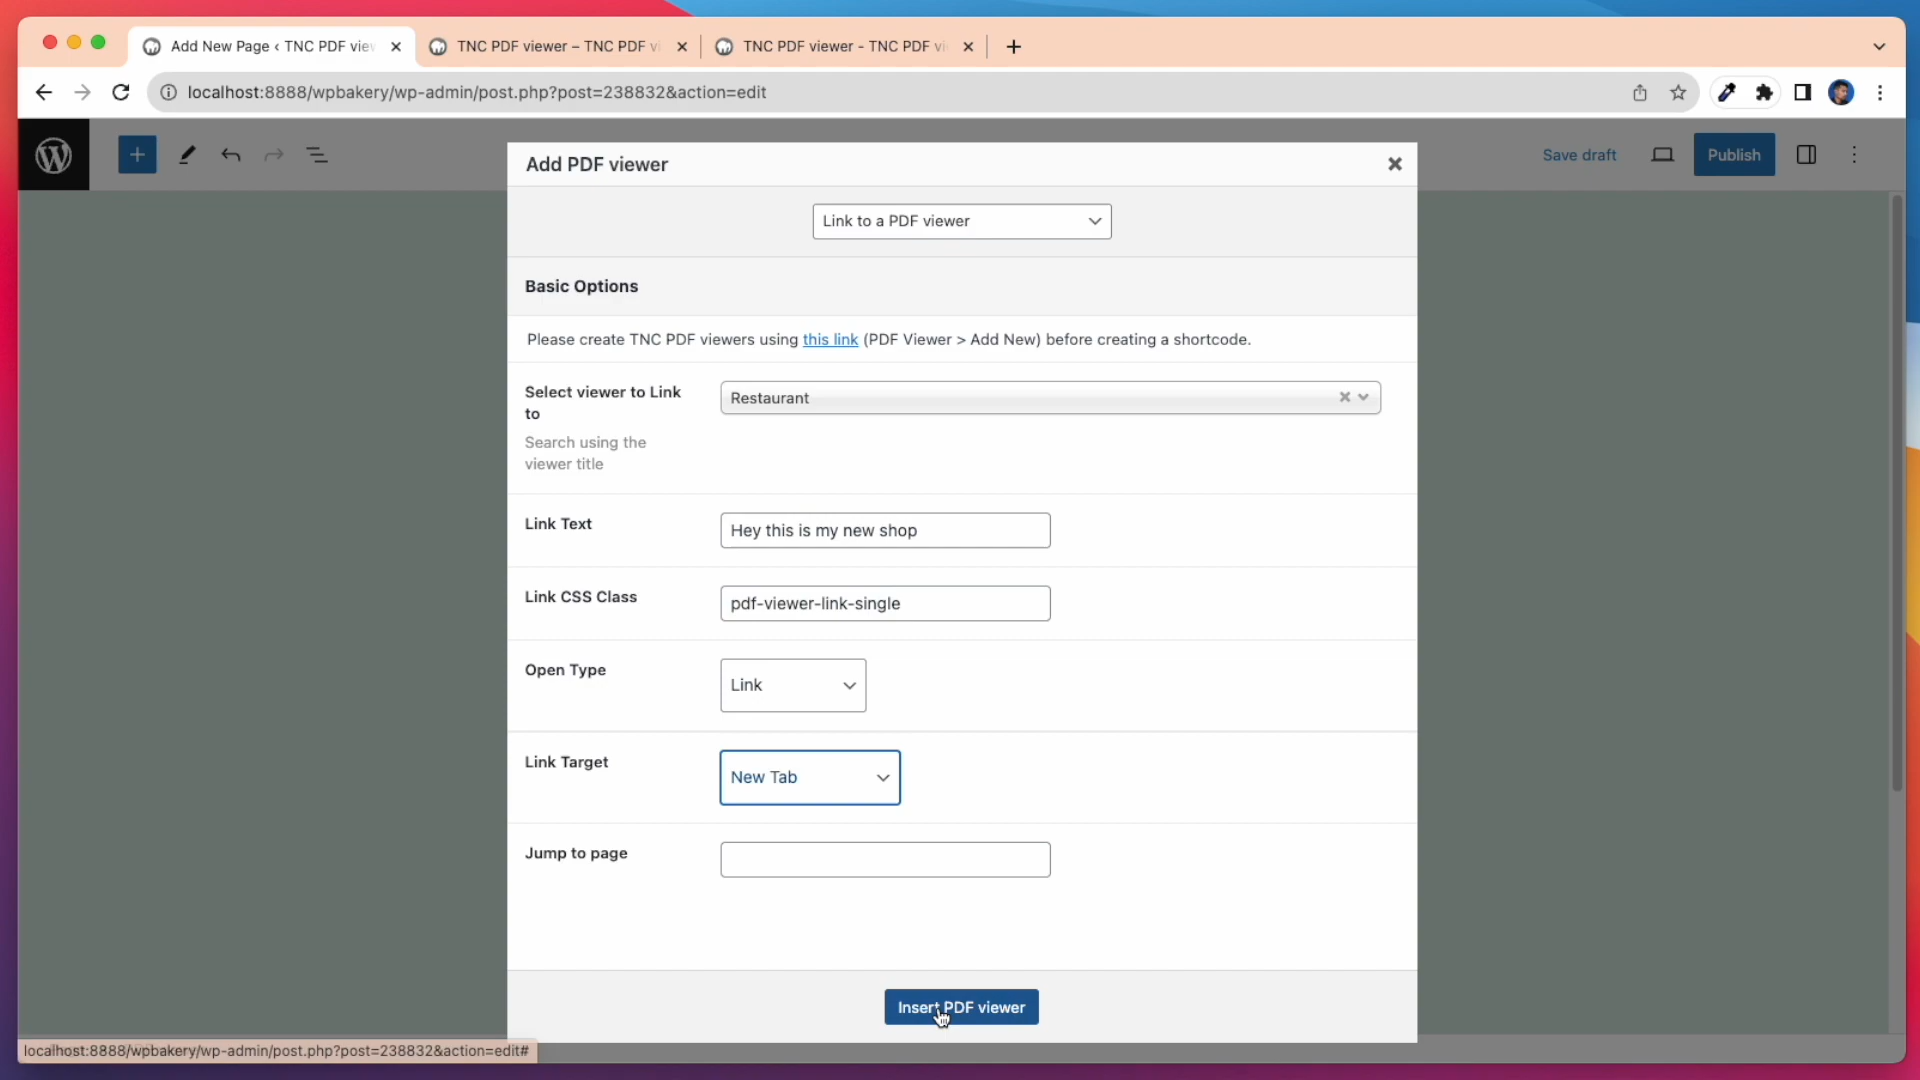 Add New Page ‹ TNC PDF vie
TNC PDF viewer – TNC PDF vi
TNC PDF viewer - TNC PDF vi
localhost:8888/wpbakery/wp-admin/post.php?post=238832&action=edit
Save draft
Publish
Add PDF viewer
Link to a PDF viewer
Basic Options
Please create TNC PDF viewers using this link (PDF Viewer > Add New) before creating a shortcode.
Select viewer to Link
to
Search using the
viewer title
Restaurant
Link Text
Hey this is my new shop
Link CSS Class
pdf-viewer-link-single
Open Type
Link
Link Target
New Tab
Jump to page
Insert PDF viewer
localhost:8888/wpbakery/wp-admin/post.php?post=238832&action=edit#